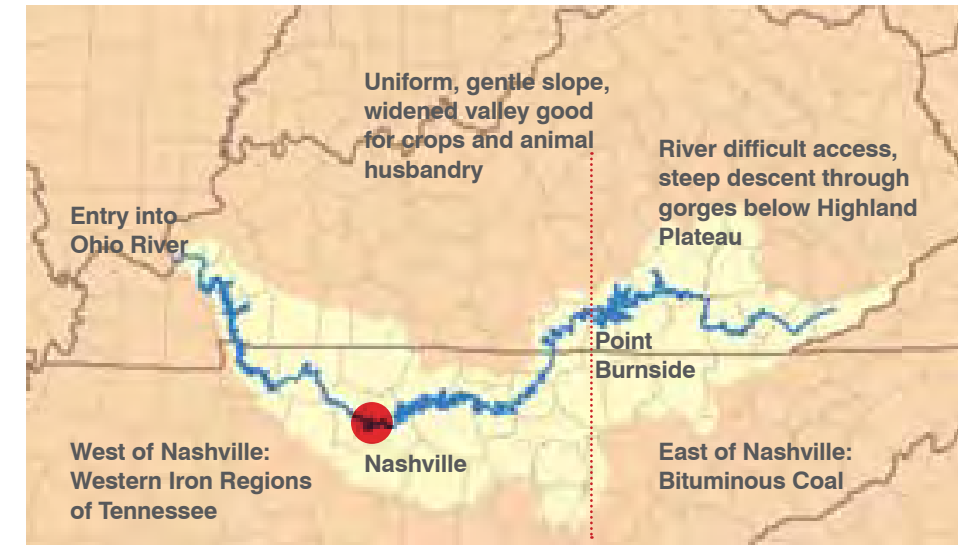 Uniform, gentle slope,
widened valley good
for crops and animal
husbandry
River difficult access,
steep descent through
gorges below Highland
Plateau
Entry into
Ohio River
Point
Burnside
Nashville
West of Nashville:
Western Iron Regions
of Tennessee
East of Nashville:
Bituminous Coal